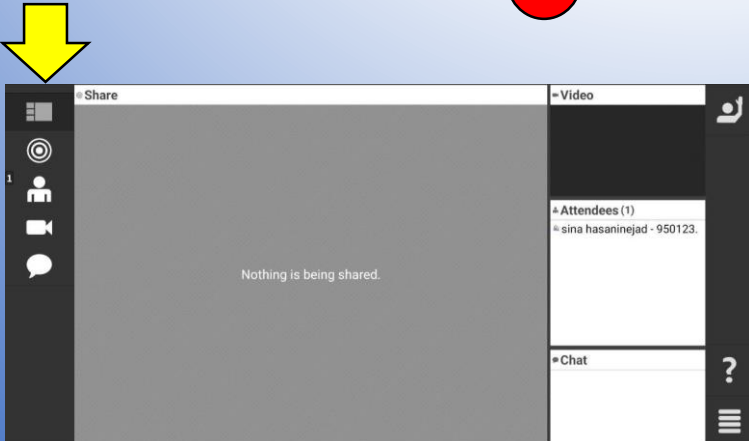 Share
Video
1
Attendees (1)
sina hasaninejad - 950123.
Nothing is being shared.
Chat
?